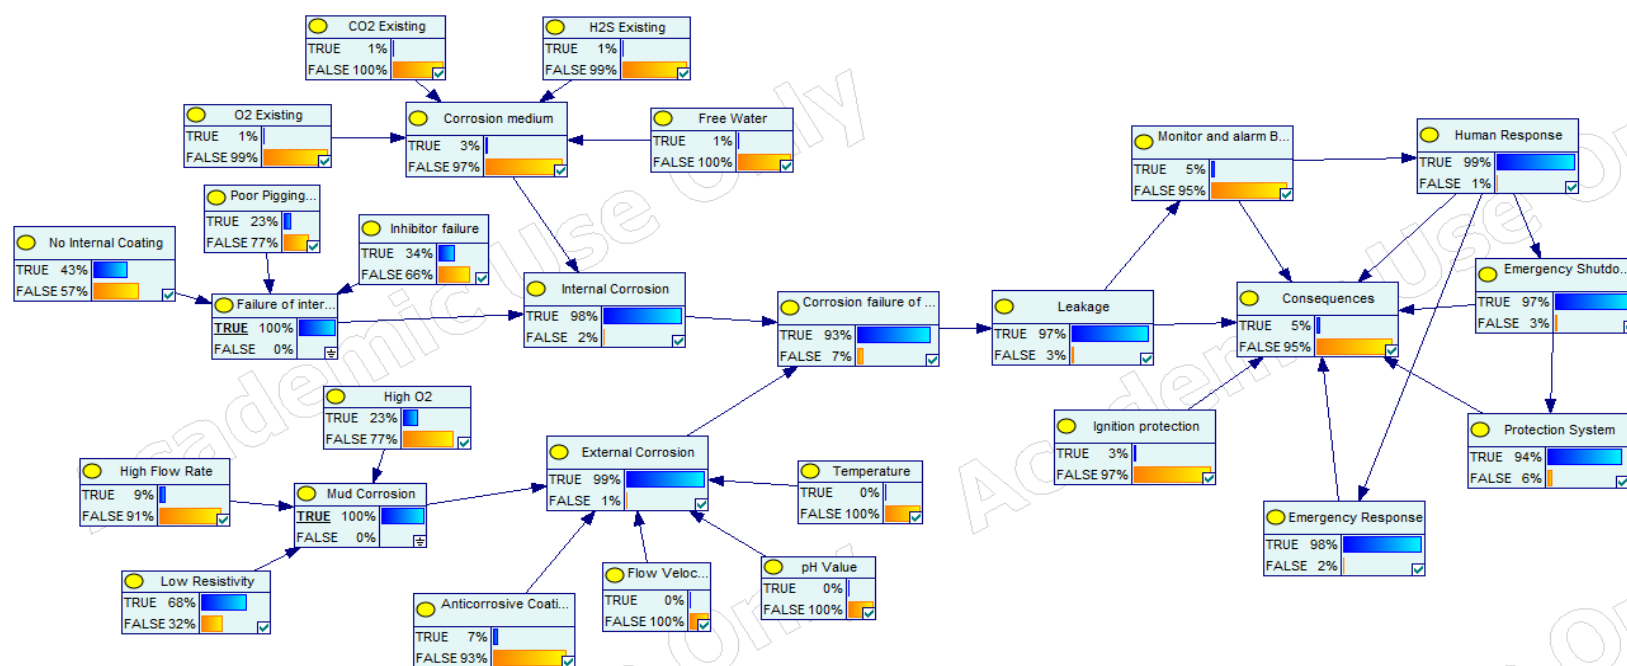 CO2 Existing
TRUE 1%
FALSE 100%
H2S Existing
TRUE 1%
FALSE 99%
O2 Existing
TRUE 1%
FALSE 99%
Corrosion medium
TRUE 3%
FALSE 97%
Free Water
TRUE 1%
FALSE 100%
Monitor and alarm B...
TRUE 5%
FALSE 95%
Human Response
TRUE 99%
FALSE 1%
Poor Pigging...
TRUE 23%
FALSE 77%
Inhibitor failure
TRUE 34%
FALSE 66%
No Internal Coating
TRUE 43%
FALSE 57%
Failure of inter...
TRUE 100%
FALSE 0%
Internal Corrosion
TRUE 98%
FALSE 2%
Corrosion failure of ...
TRUE 93%
FALSE 7%
Leakage
TRUE 97%
FALSE 3%
Consequences
TRUE 5%
FALSE 95%
Emergency Shutdo...
TRUE 97%
FALSE 3%
High O2
TRUE 23%
FALSE 77%
High Flow Rate
TRUE 9%
FALSE 91%
Mud Corrosion
TRUE 100%
FALSE 0%
External Corrosion
TRUE 99%
FALSE 1%
Temperature
TRUE 0%
FALSE 100%
Ignition protection
TRUE 3%
FALSE 97%
Protection System
TRUE 94%
FALSE 6%
Low Resistivity
TRUE 68%
FALSE 32%
Anticorrosive Coati...
TRUE 7%
FALSE 93%
Flow Veloc...
TRUE 0%
FALSE 100%
pH Value
TRUE 0%
FALSE 100%
Emergency Response
TRUE 98%
FALSE 2%
Academic Use Only
Academic Use On